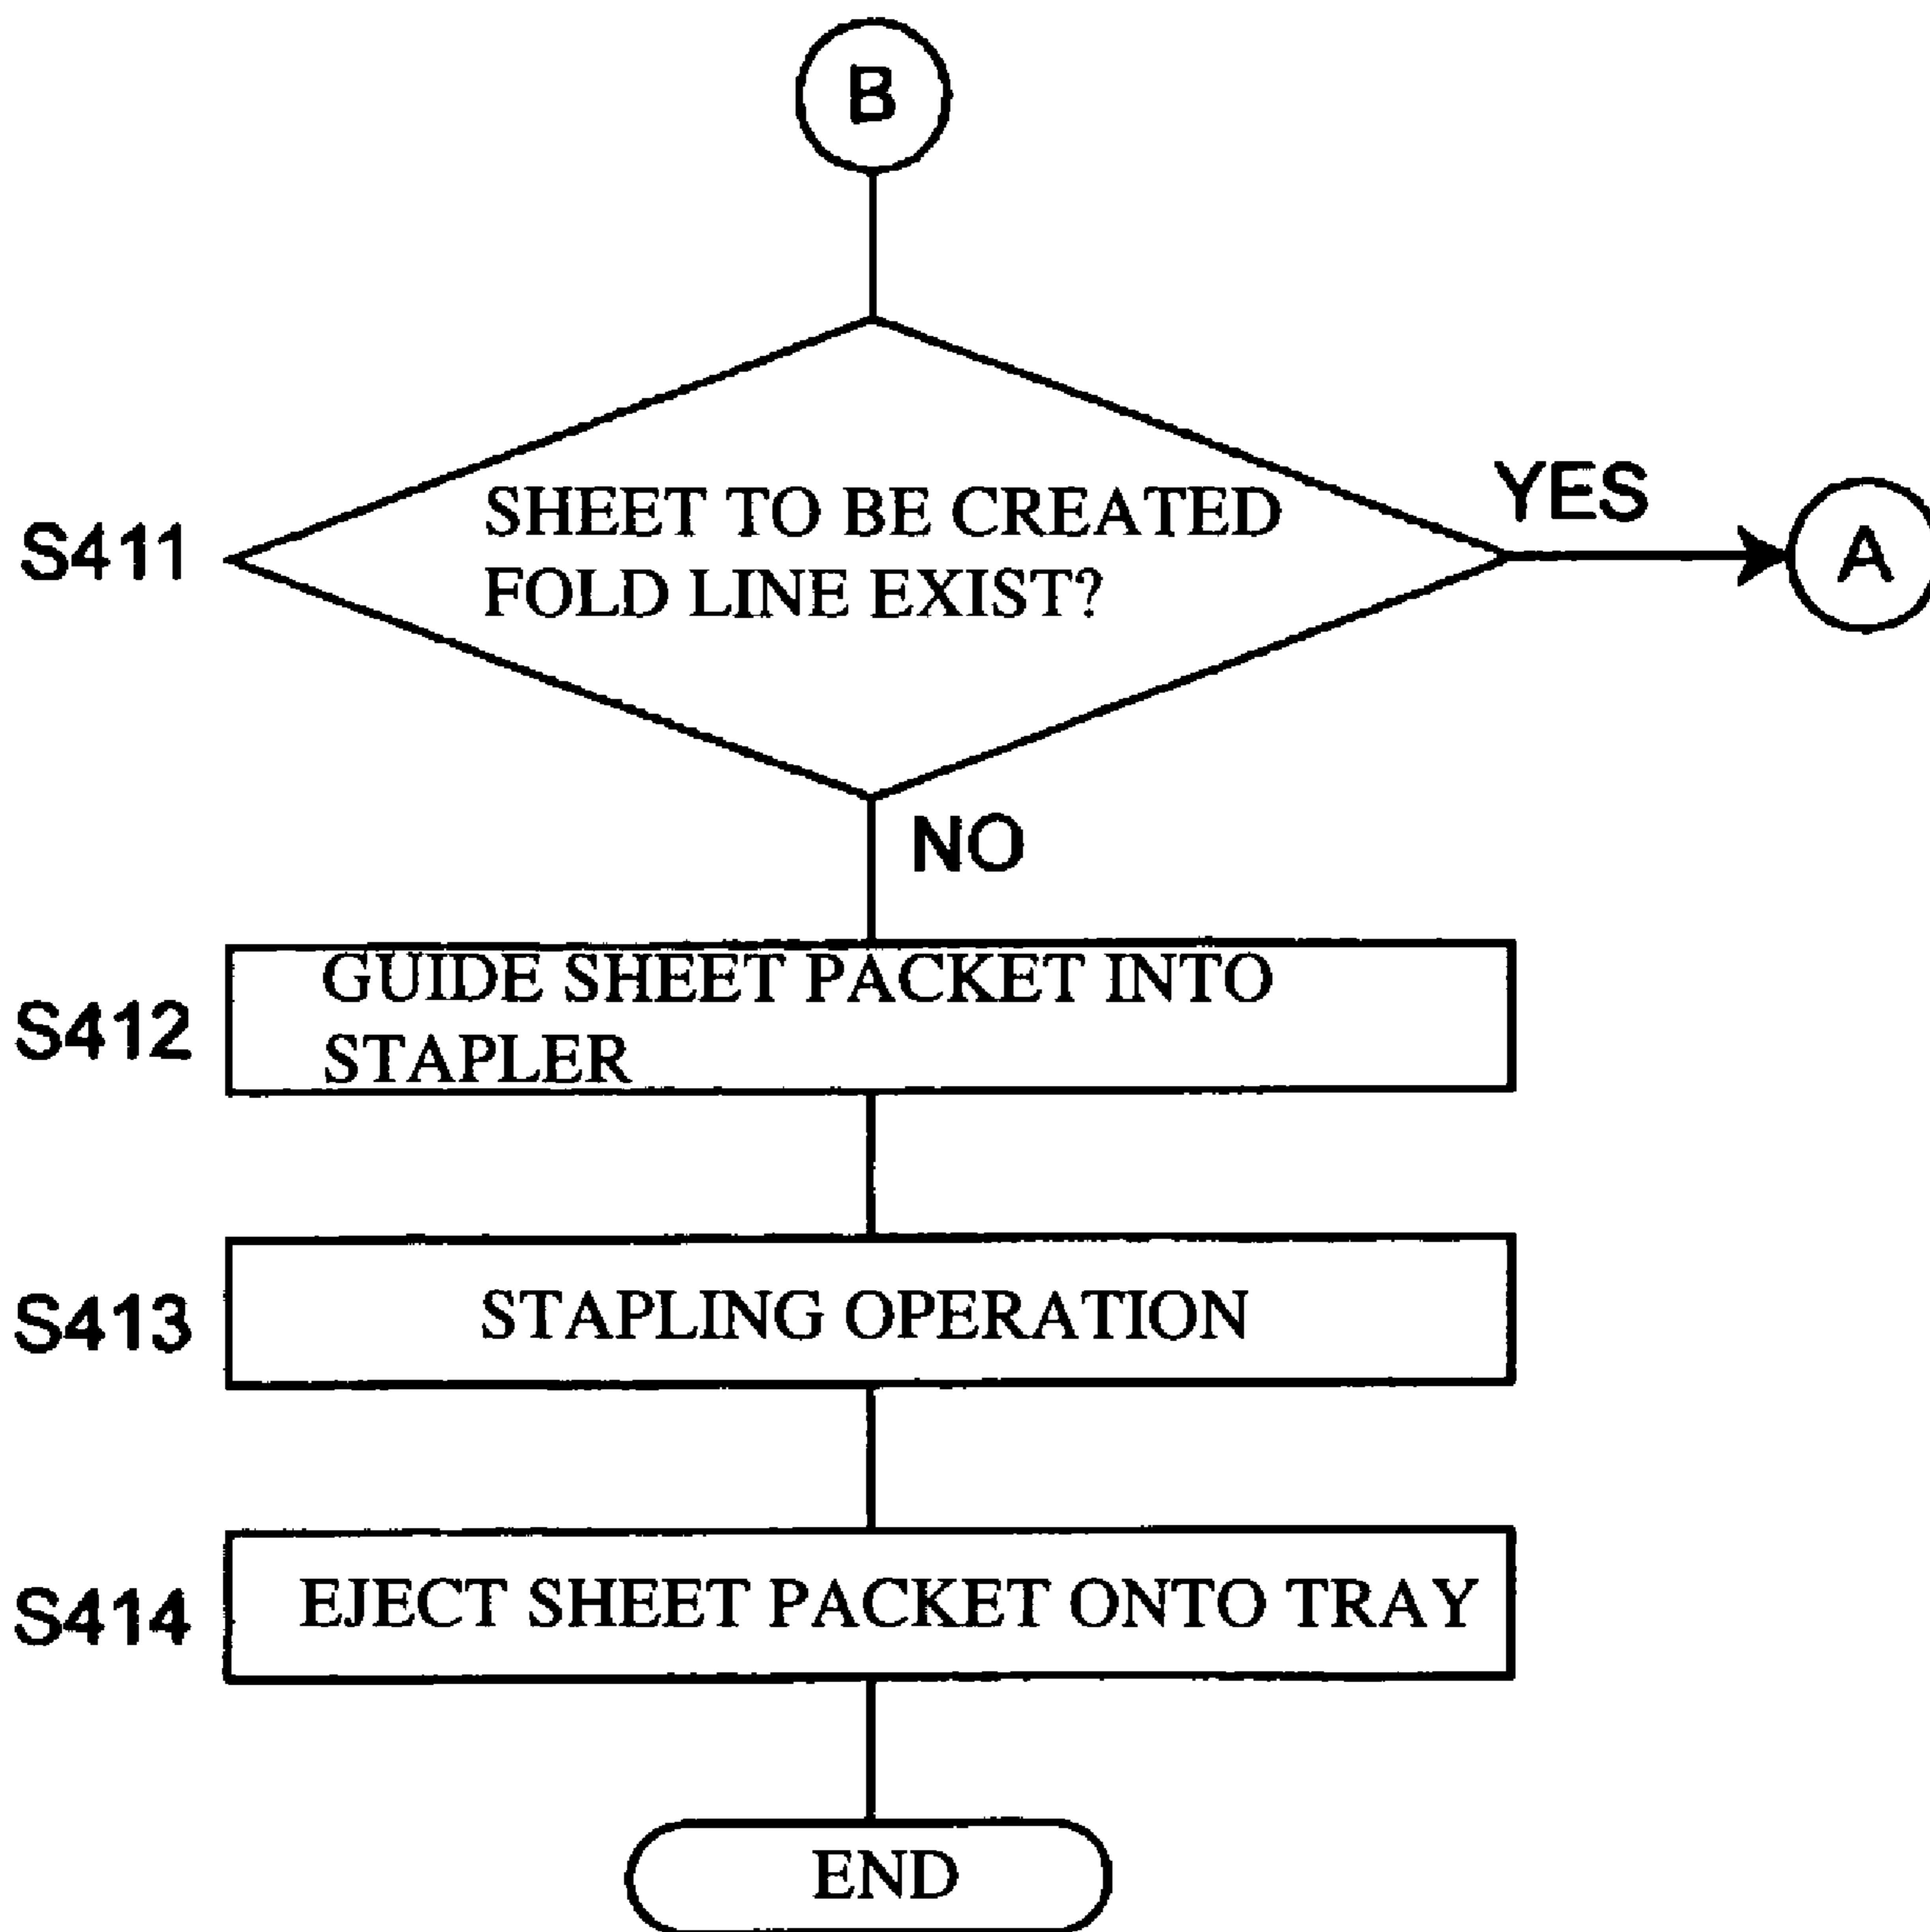 B
S411
SHEET TO BE CREATED
FOLD LINE EXIST?
YES
A
NO
S412
GUIDE SHEET PACKET INTO
STAPLER
S413
STAPLING OPERATION
S414
EJECT SHEET PACKET ONTO TRAY
END